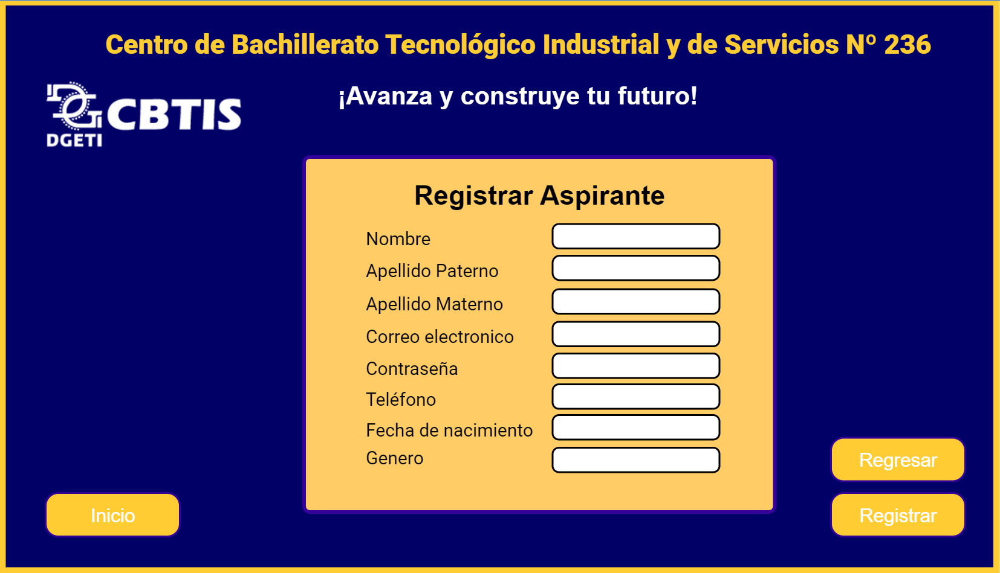 Centro de Bachillerato Tecnológico Industrial y de Servicios Nº 236
¡Avanza y construye tu futuro!
CBTIS
DGETI
Registrar Aspirante
Nombre
Apellido Paterno
Apellido Materno
Correo electronico
Contraseña
Teléfono
Fecha de nacimiento
Genero
Regresar
Inicio
Registrar